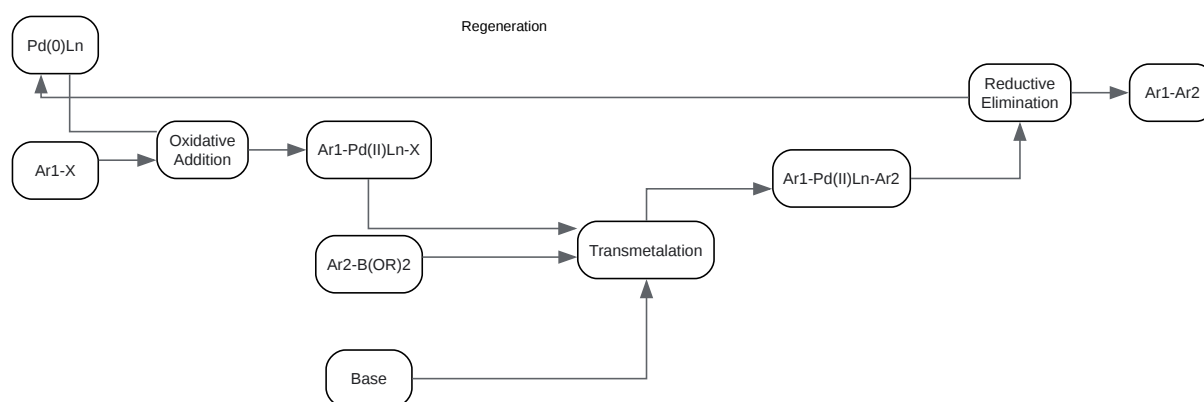 Regeneration
Pd(0)Ln
Ar1-X
Oxidative
Addition
Ar1-Pd(II)Ln-X
Ar2-B(OR)2
Base
Transmetalation
Ar1-Pd(II)Ln-Ar2
Reductive
Elimination
Ar1-Ar2